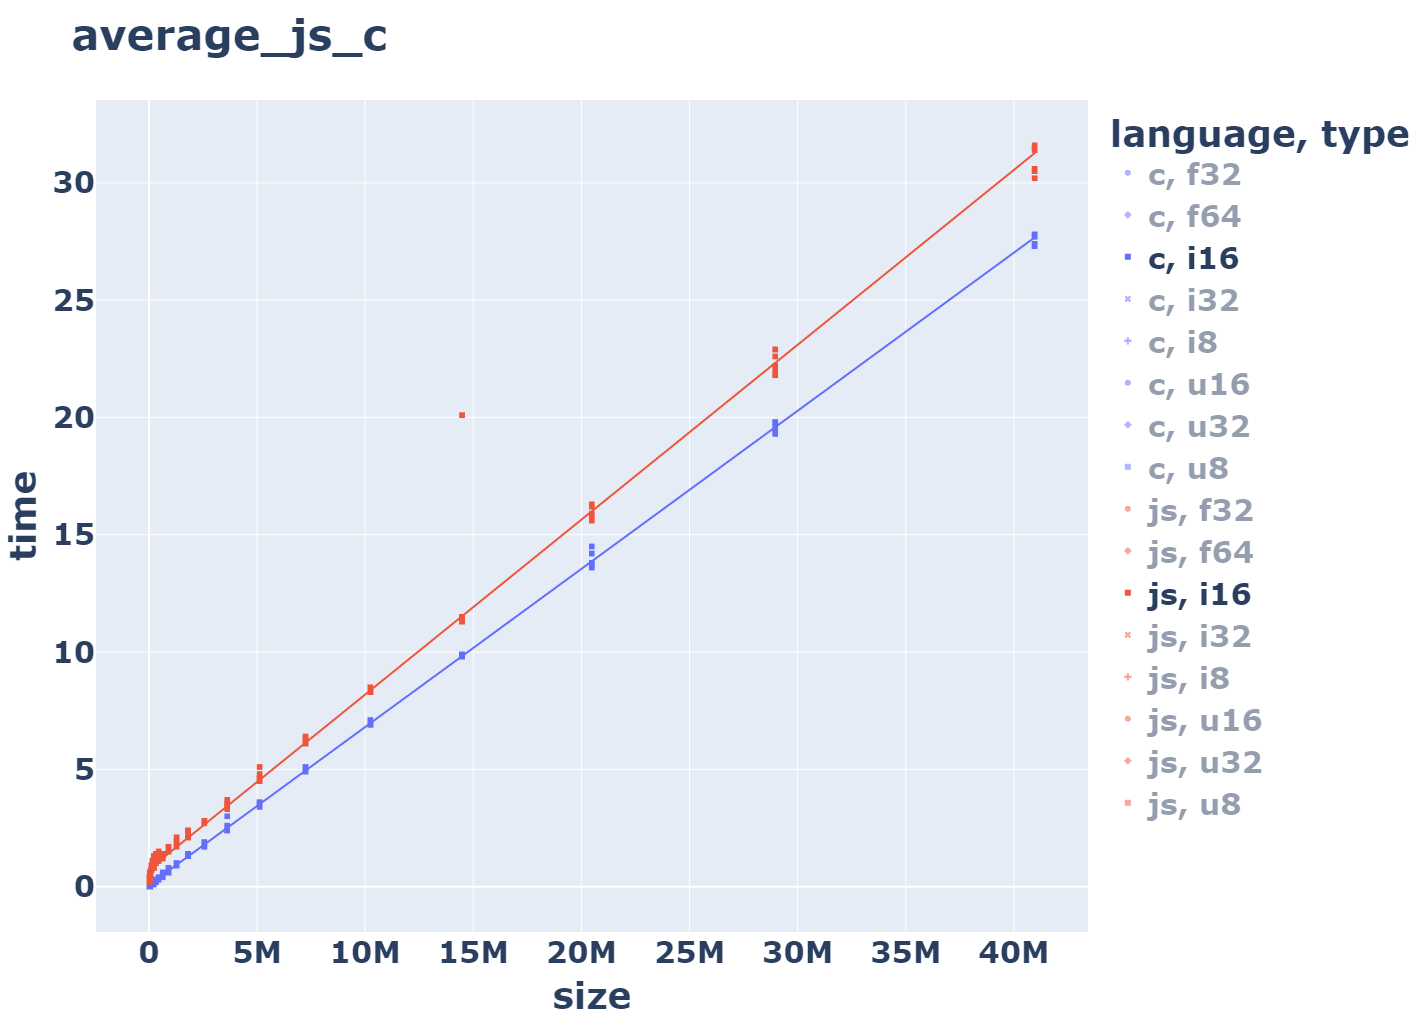 average_js_c
time
30
25
20
15
10
5
0
0 5M 10M 15M 20M 25M 30M 35M 40M
size
language, type
c, f32
c, f64
c, i16
c, i32
c, i8
c, u16
c, u32
c, u8
js, f32
js, f64
js, i16
js, i32
js, i8
js, u16
js, u32
js, u8